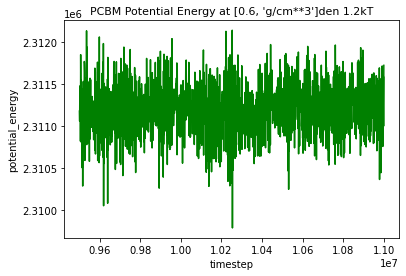 PCBM Potential Energy at [0.6, 'g/cm**3']den 1.2kT
1e6
2.3120
2.3115
2.3110
2.3105
2.3100
potential_energy
0.96 0.98 1.00 1.02 1.04 1.06 1.08 1.10
timestep
1e7